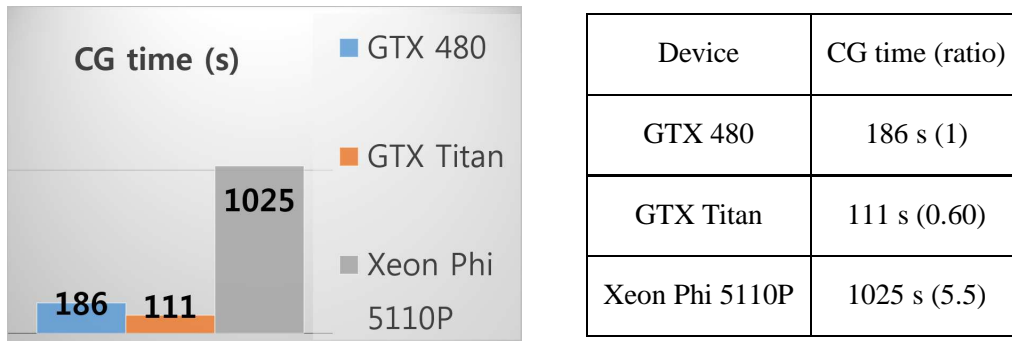 CG time (s)
GTX 480
GTX Titan
Xeon Phi
5110P
186
111
1025
Device CG time (ratio)
GTX 480 186 s (1)
GTX Titan 111 s (0.60)
Xeon Phi 5110P 1025 s (5.5)